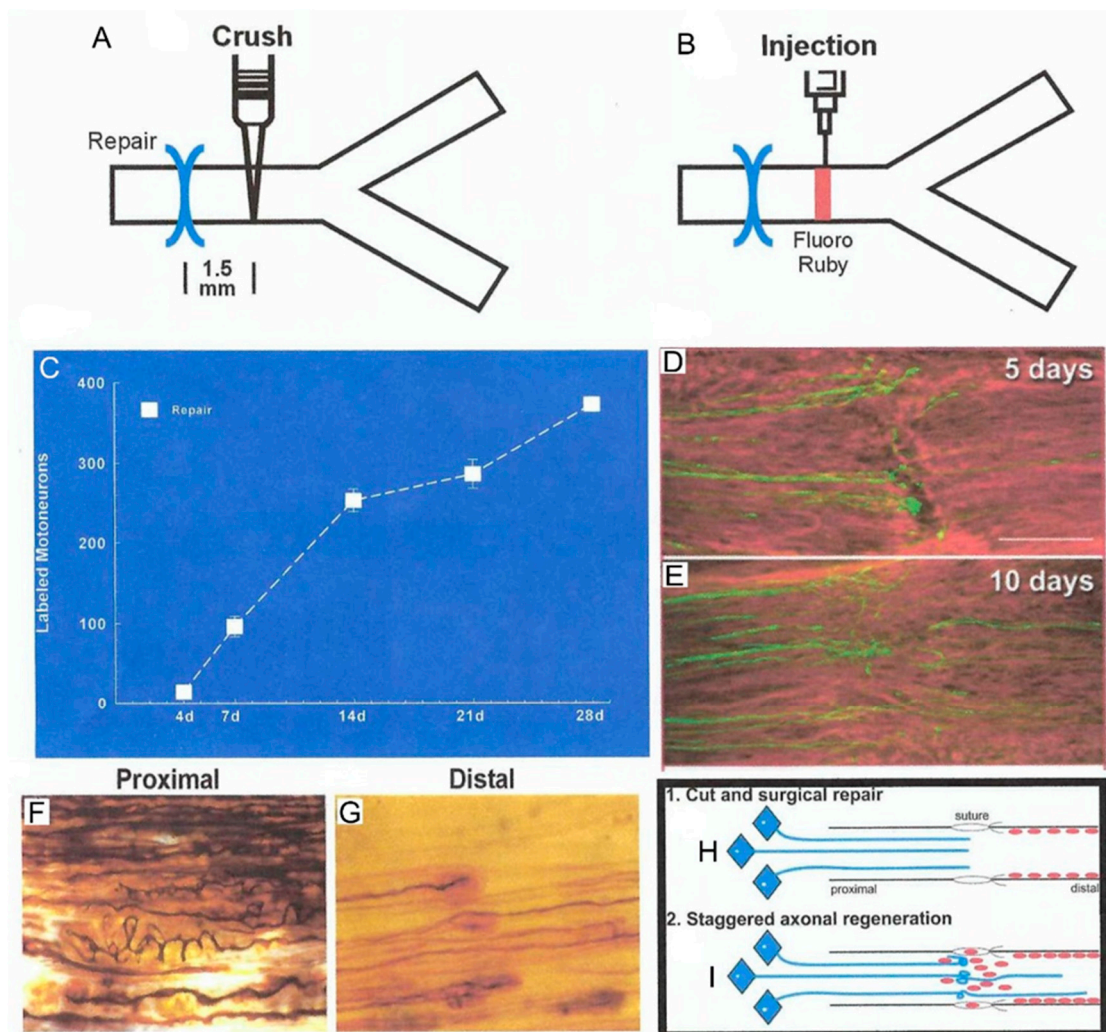 A
Crush
Repair
1.5
mm
B
Injection
Fluoro
Ruby
C
400
300
200
100
0
Labeled Motoneurons
Repair
4d
7d
14d
21d
28d
D
5 days
E
10 days
Proximal
F
Distal
G
1. Cut and surgical repair
suture
H
proximal
distal
2. Staggered axonal regeneration
I